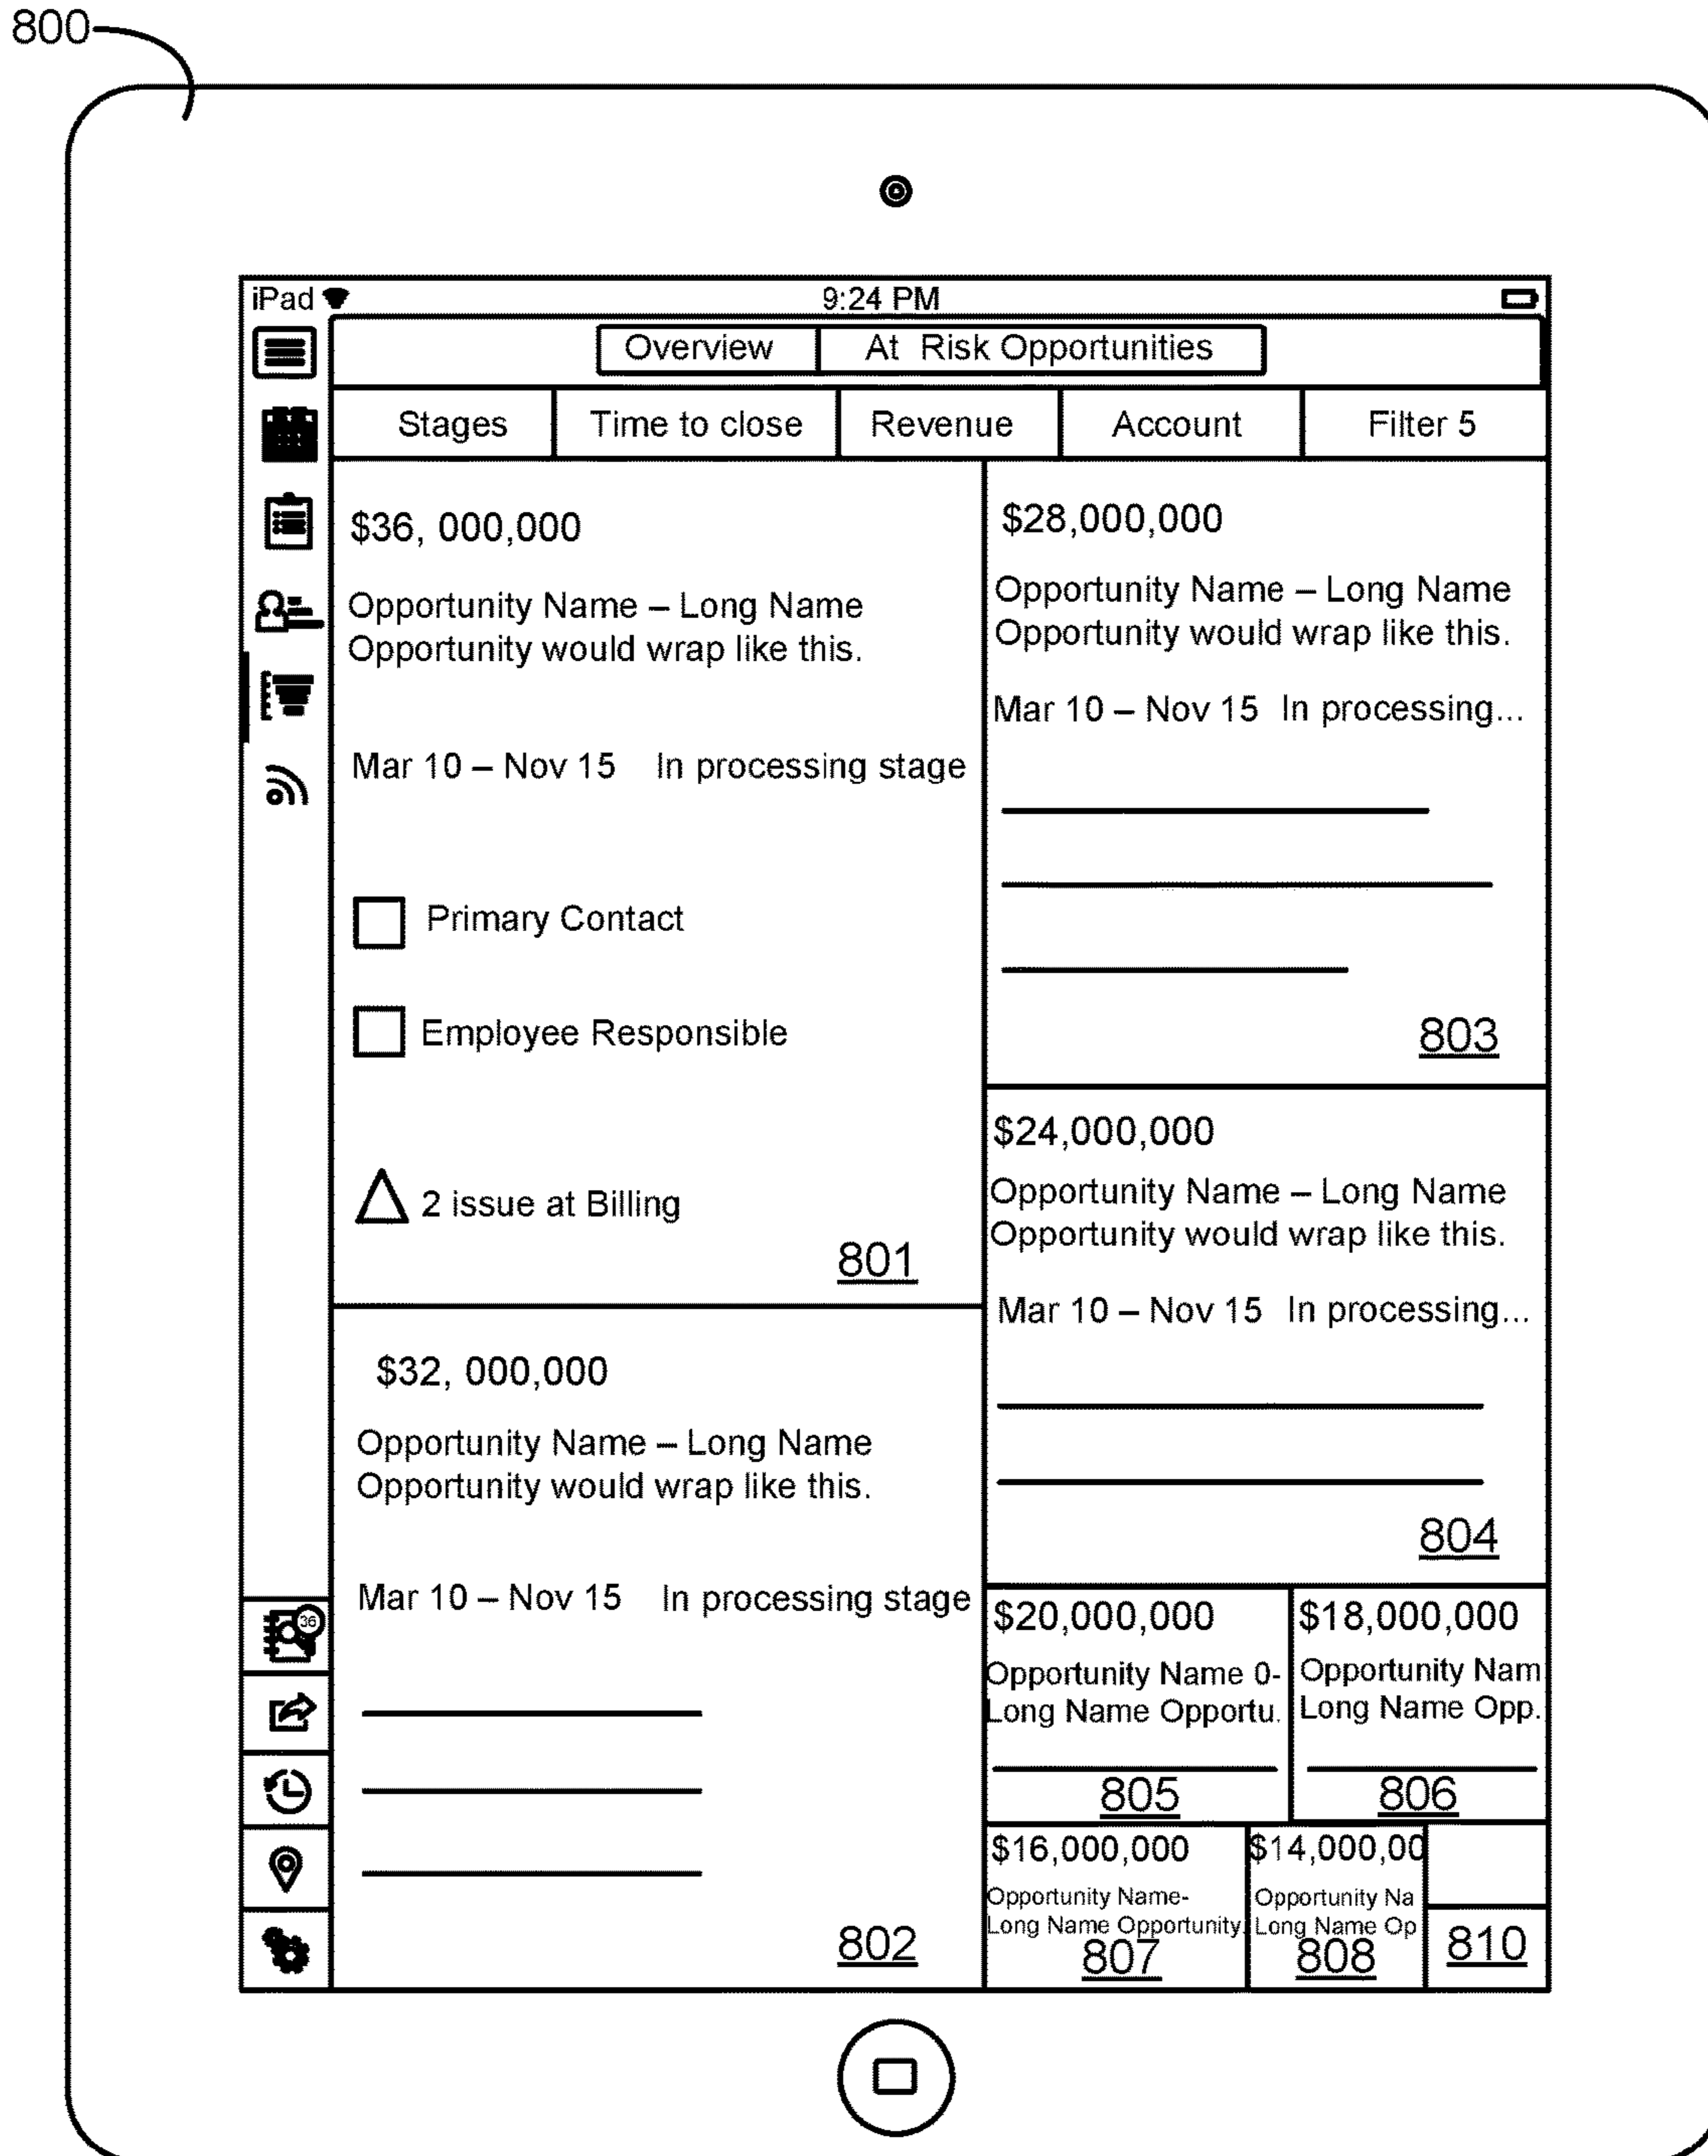 800
iPad 9:24 PM
Overview At Risk Opportunities
Stages Time to close Revenue Account Filter 5
$36, 000,000
Opportunity Name – Long Name
Opportunity would wrap like this.
Mar 10 – Nov 15 In processing stage
Primary Contact
Employee Responsible
2 issue at Billing
801
$32, 000,000
Opportunity Name – Long Name
Opportunity would wrap like this.
Mar 10 – Nov 15 In processing stage
802
$28,000,000
Opportunity Name – Long Name
Opportunity would wrap like this.
Mar 10 – Nov 15 In processing...
803
$24,000,000
Opportunity Name – Long Name
Opportunity would wrap like this.
Mar 10 – Nov 15 In processing...
804
$20,000,000
Opportunity Name 0-
Long Name Opportu.
805
$18,000,000
Opportunity Nam
Long Name Opp.
806
$16,000,000
Opportunity Name-
Long Name Opportunity.
807
$14,000,00
Opportunity Na
Long Name Op
808
810
36